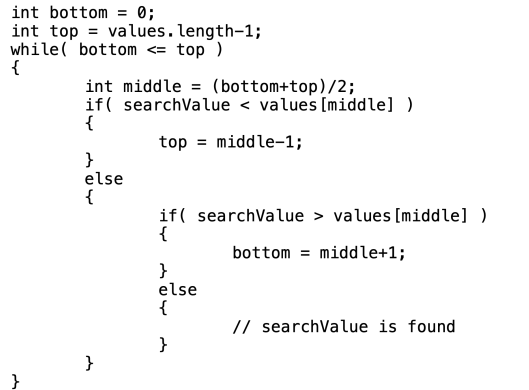 int bottom = 0;
int top = values.length-1;
while( bottom <= top )
{
int middle = (bottom+top)/2;
if( searchValue < values[middle] )
{
top = middle-1;
}
else
{
if( searchValue > values[middle] )
{
bottom = middle+1;
}
else
{
// searchValue is found
}
}
}